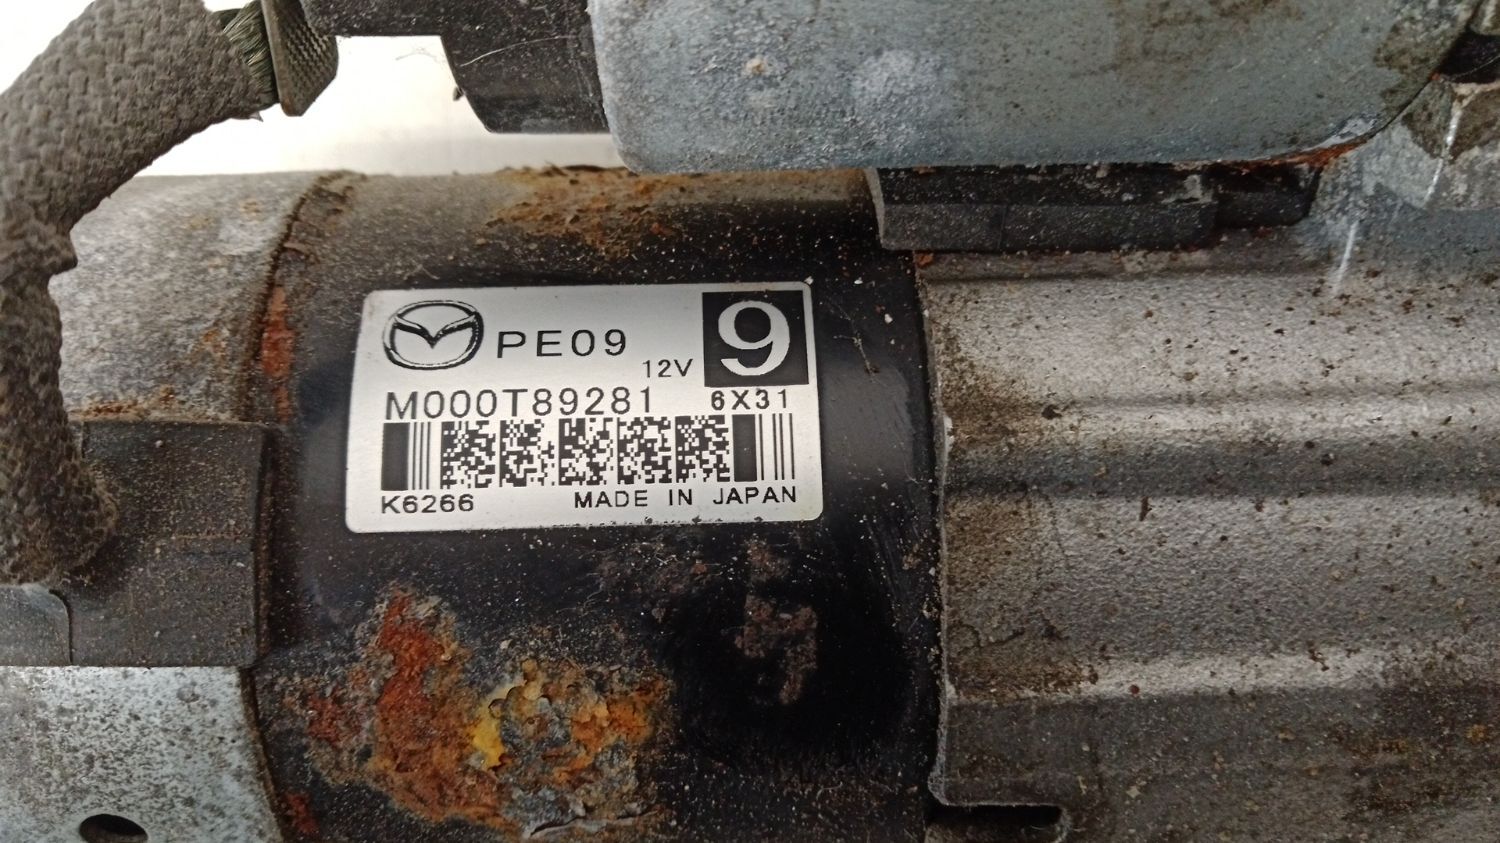 PE09
12V
9
M000T89281
6X31
K6266
MADE IN JAPAN